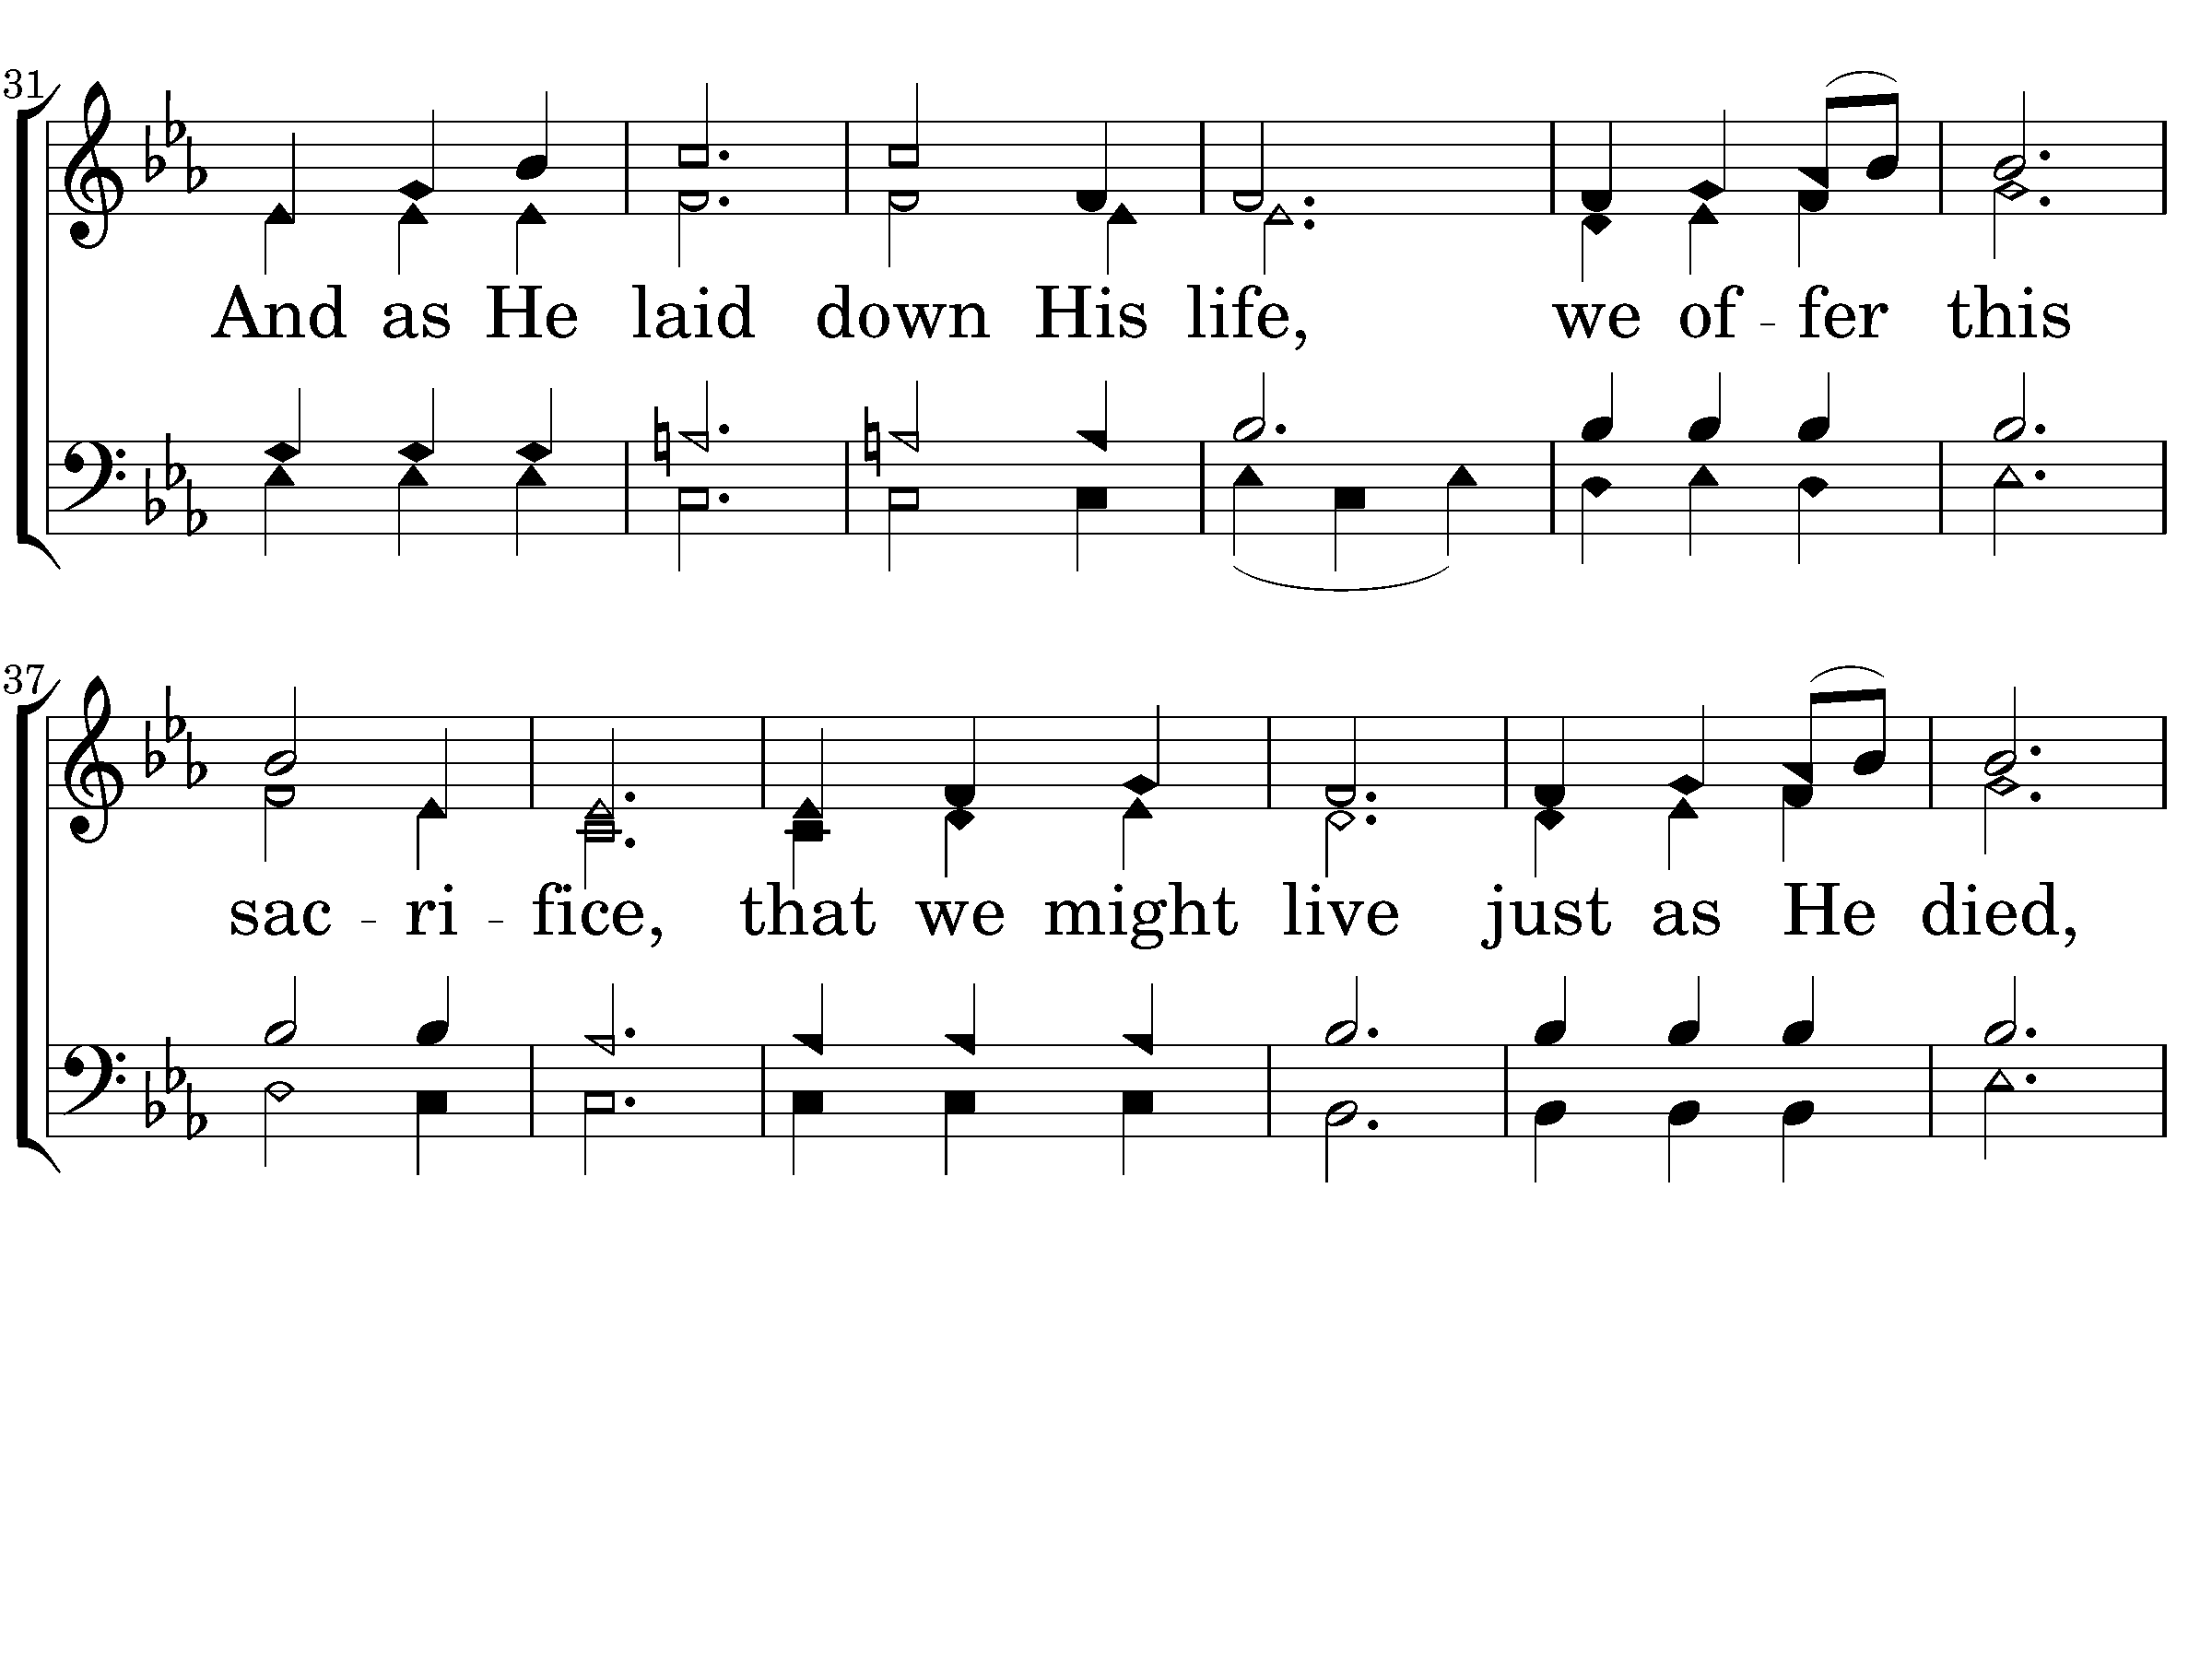 31
And as He laid down His life, we of - fer this
37
sac - ri - fice, that we might live just as He died,